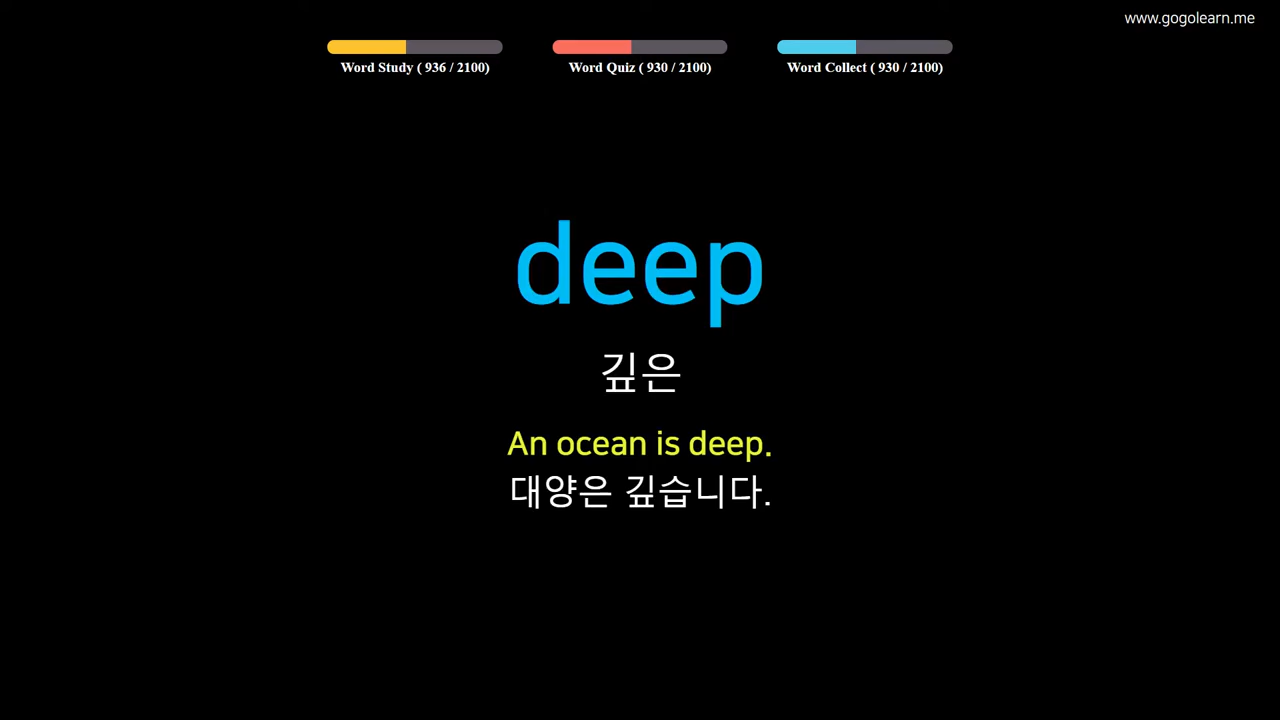 www.gogolearn.me
Word Study ( 936 / 2100)
Word Quiz ( 930 / 2100)
Word Collect ( 930 / 2100)
deep
깊은
An ocean is deep.
대양은 깊습니다.